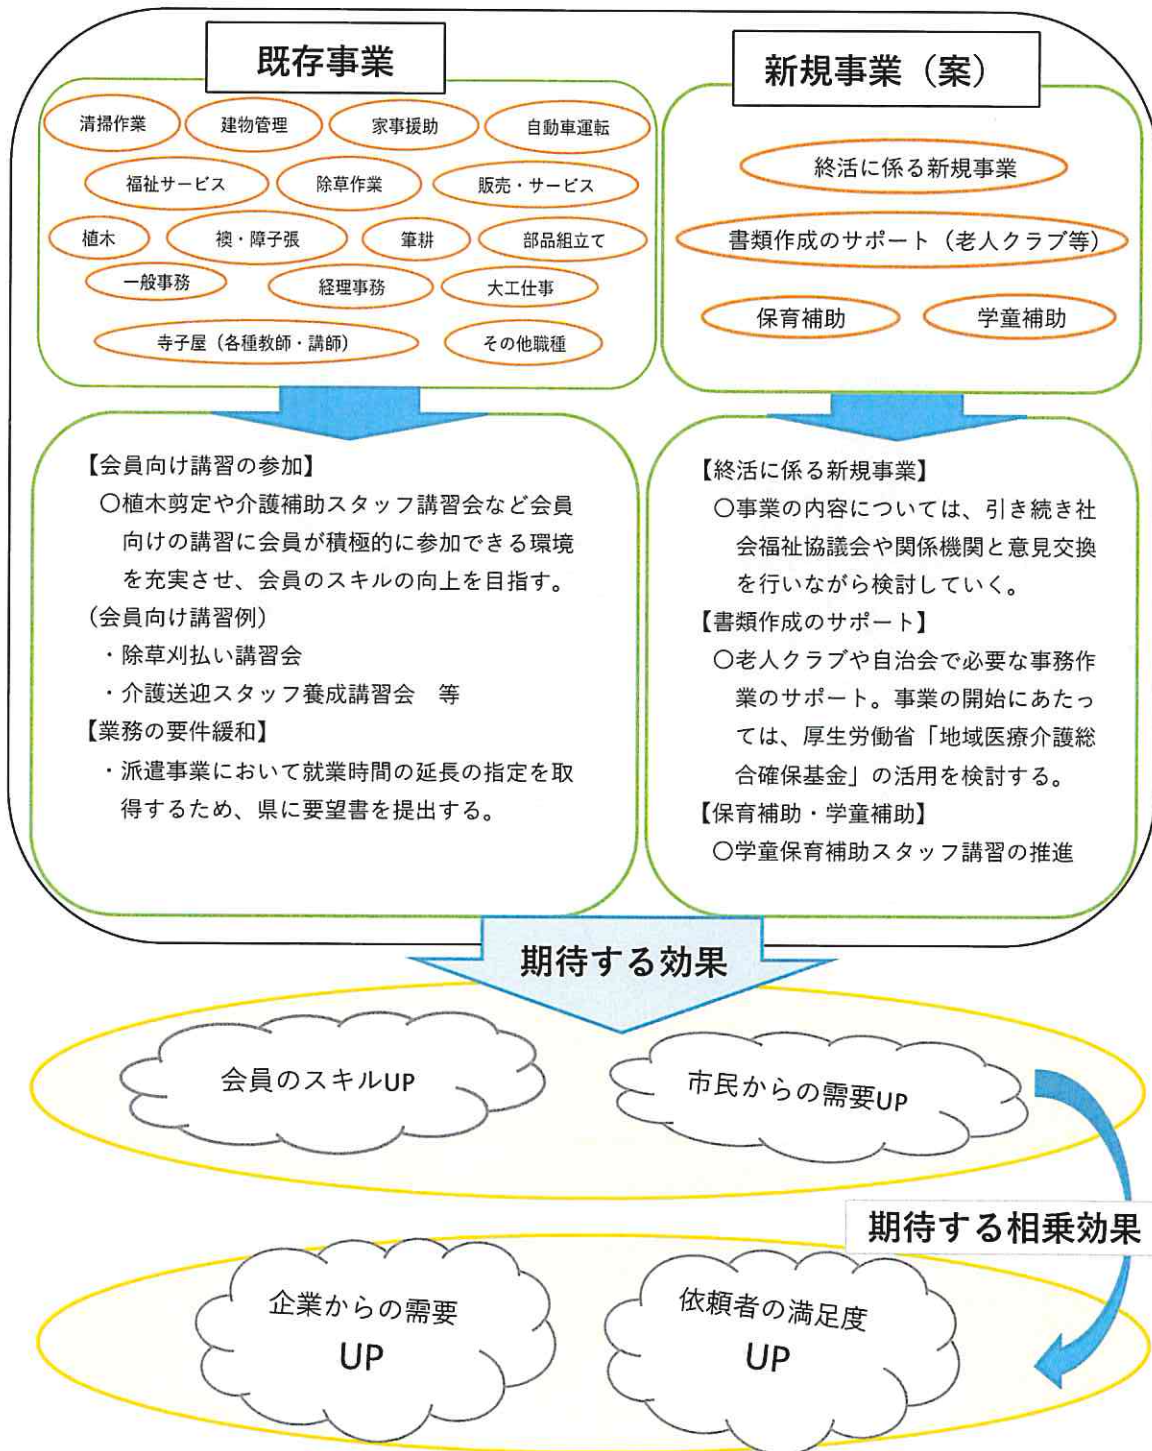 既存事業
清掃作業
建物管理
家事援助
自動車運転
福祉サービス
除草作業
販売・サービス
植木
襖・障子張
筆耕
部品組立て
一般事務
経理事務
大工仕事
寺子屋（各種教師・講師）
その他職種
【会員向け講習の参加】
〇植木剪定や介護補助スタッフ講習会など会員
向けの講習に会員が積極的に参加できる環境
を充実させ、会員のスキルの向上を目指す。
（会員向け講習例）
・除草刈払い講習会
・介護送迎スタッフ養成講習会　等
【業務の要件緩和】
・派遣事業において就業時間の延長の指定を取
得するため、県に要望書を提出する。
新規事業（案）
終活に係る新規事業
書類作成のサポート（老人クラブ等）
保育補助
学童補助
【終活に係る新規事業】
〇事業の内容については、引き続き社
会福祉協議会や関係機関と意見交換
を行いながら検討していく。
【書類作成のサポート】
〇老人クラブや自治会で必要な事務作
業のサポート。事業の開始にあたっ
ては、厚生労働省「地域医療介護総
合確保基金」の活用を検討する。
【保育補助・学童補助】
〇学童保育補助スタッフ講習の推進
期待する効果
会員のスキルUP
市民からの需要UP
期待する相乗効果
企業からの需要
UP
依頼者の満足度
UP